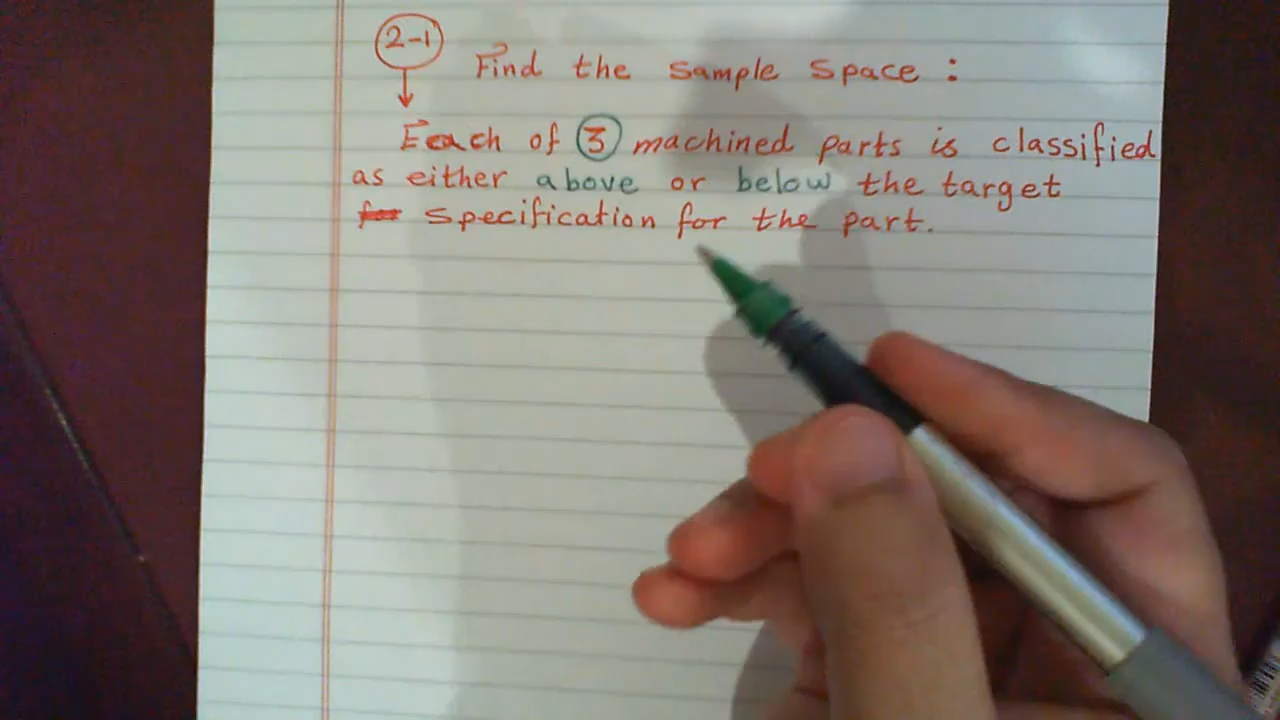 2-1
Find the sample space :
Each of 3 machined parts is classified
as either above or below the target
for specification for the part.